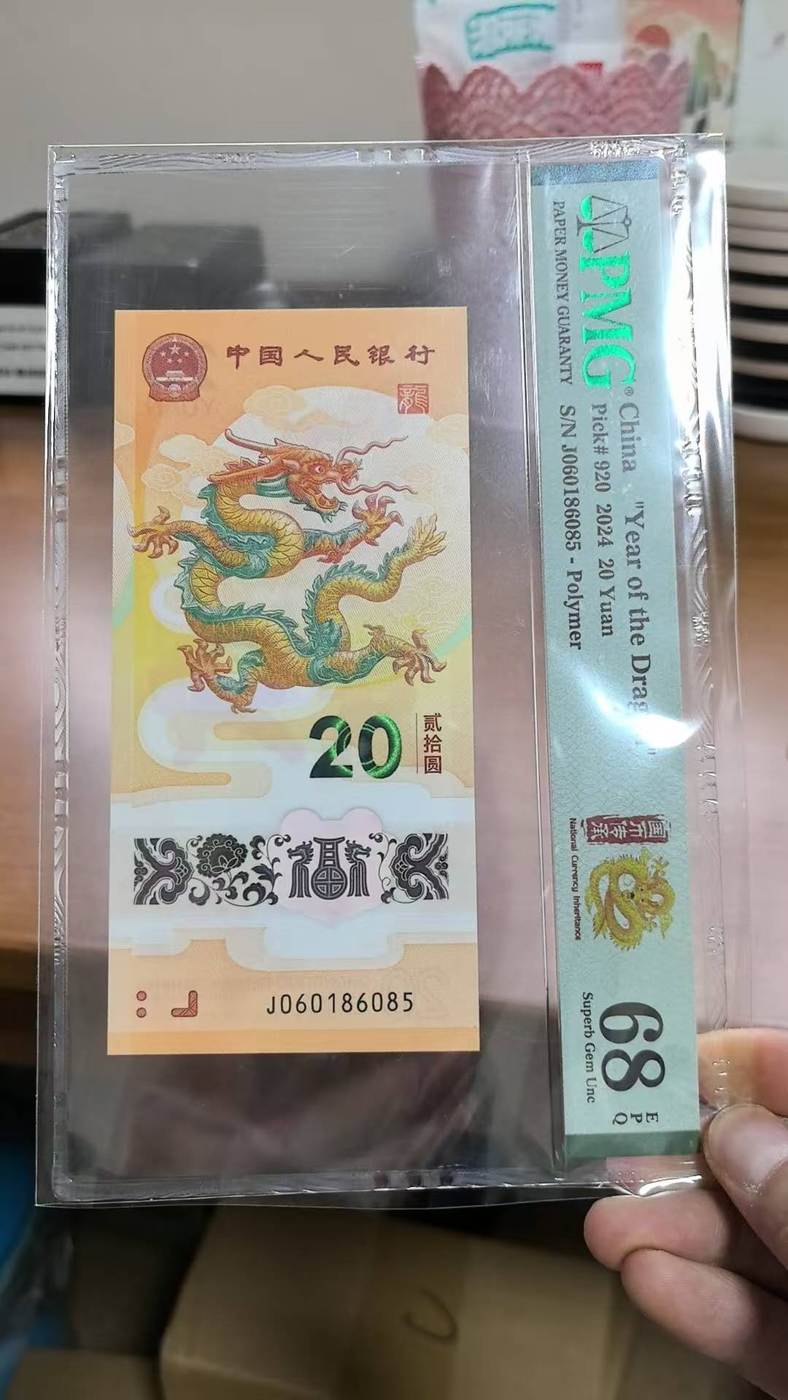 中国人民银行
龍
20
贰拾圆
J060186085
PMG®
PAPER MONEY GUARANTY
China "Year of the Dragon"
Pick# 920 2024 20 Yuan
S/N J060186085 - Polymer
国币传承
National Currency Inheritance
68
EPQ
Superb Gem Unc